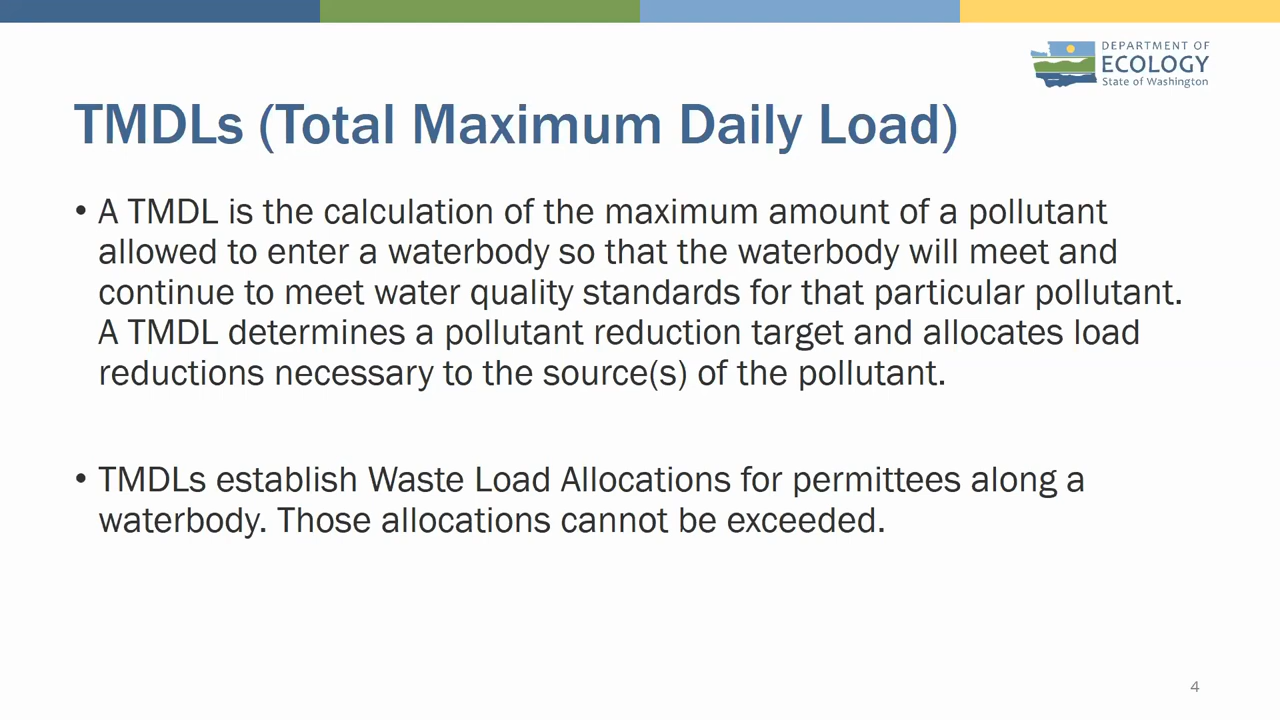 DEPARTMENT OF
ECOLOGY
State of Washington
TMDLs (Total Maximum Daily Load)
• A TMDL is the calculation of the maximum amount of a pollutant
allowed to enter a waterbody so that the waterbody will meet and
continue to meet water quality standards for that particular pollutant.
A TMDL determines a pollutant reduction target and allocates load
reductions necessary to the source(s) of the pollutant.
• TMDLs establish Waste Load Allocations for permittees along a
waterbody. Those allocations cannot be exceeded.
4